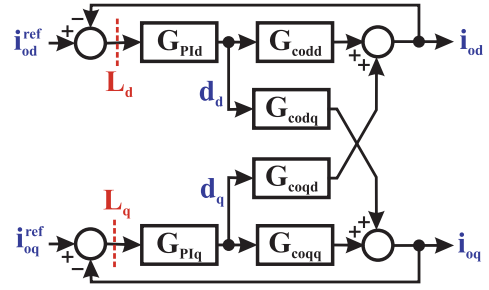 i_od^ref
+
−
L_d
G_PId
G_codd
+
+
i_od
d_d
G_codq
d_q
G_coqd
i_oq^ref
+
−
L_q
G_PIq
G_coqq
+
+
i_oq